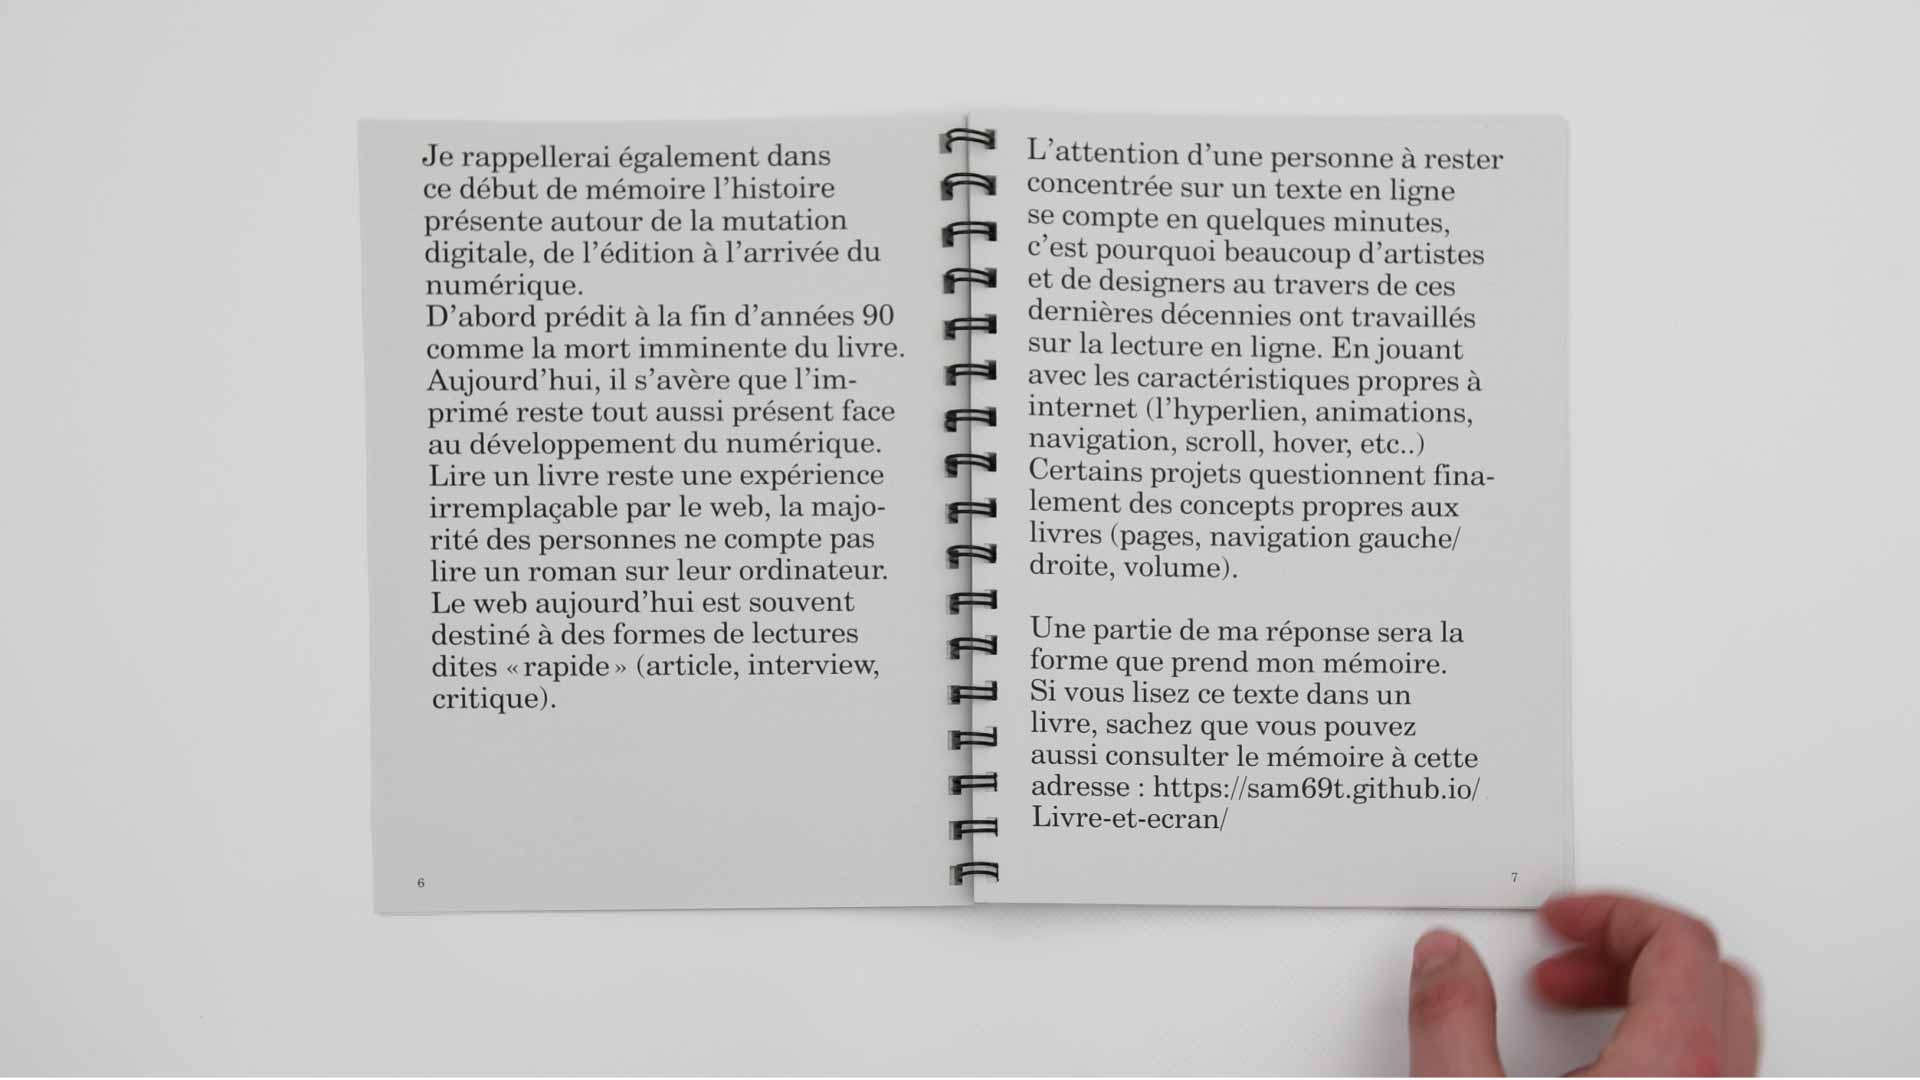 Je rappellerai également dans
ce début de mémoire l’histoire
présente autour de la mutation
digitale, de l’édition à l’arrivée du
numérique.
D’abord prédit à la fin d’années 90
comme la mort imminente du livre.
Aujourd’hui, il s’avère que l’im-
primé reste tout aussi présent face
au développement du numérique.
Lire un livre reste une expérience
irremplaçable par le web, la majo-
rité des personnes ne compte pas
lire un roman sur leur ordinateur.
Le web aujourd’hui est souvent
destiné à des formes de lectures
dites « rapide » (article, interview,
critique).
6
L’attention d’une personne à rester
concentrée sur un texte en ligne
se compte en quelques minutes,
c’est pourquoi beaucoup d’artistes
et de designers au travers de ces
dernières décennies ont travaillés
sur la lecture en ligne. En jouant
avec les caractéristiques propres à
internet (l’hyperlien, animations,
navigation, scroll, hover, etc..)
Certains projets questionnent fina-
lement des concepts propres aux
livres (pages, navigation gauche/
droite, volume).
Une partie de ma réponse sera la
forme que prend mon mémoire.
Si vous lisez ce texte dans un
livre, sachez que vous pouvez
aussi consulter le mémoire à cette
adresse : https://sam69t.github.io/
Livre-et-ecran/
7